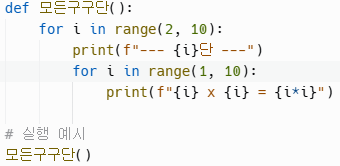 def 모든구구단():
    for i in range(2, 10):
        print(f"--- {i}단 ---")
        for i in range(1, 10):
            print(f"{i} x {i} = {i*i}")
# 실행 예시
모든구구단()